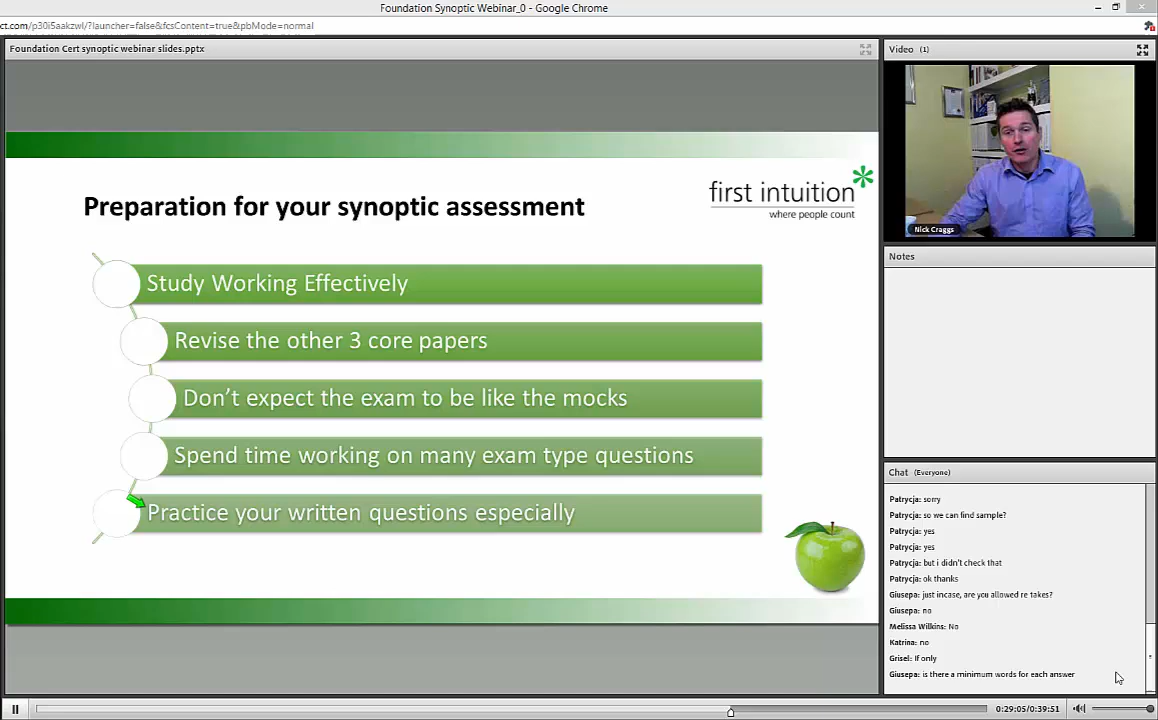 Foundation Synoptic Webinar_0 - Google Chrome
ct.com/p30i5aakzwl/?launcher=false&fcsContent=true&pbMode=normal
Foundation Cert synoptic webinar slides.pptx
Preparation for your synoptic assessment
first intuition
where people count
Study Working Effectively
Revise the other 3 core papers
Don't expect the exam to be like the mocks
Spend time working on many exam type questions
Practice your written questions especially
Video (1)
Nick Craggs
Notes
Chat (Everyone)
Patrycja: sorry
Patrycja: so we can find sample?
Patrycja: yes
Patrycja: yes
Patrycja: but i didn't check that
Patrycja: ok thanks
Giusepa: just incase, are you allowed re takes?
Giusepa: no
Melissa Wilkins: No
Katrina: no
Grisel: If only
Giusepa: is there a minimum words for each answer
0:29:05/0:39:51